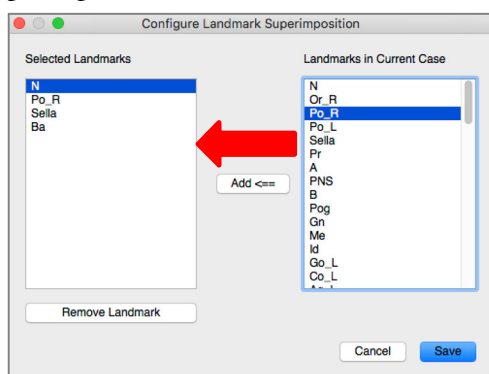 Configure Landmark Superimposition
Selected Landmarks
N
Po_R
Sella
Ba
Add <==
Remove Landmark
Landmarks in Current Case
N
Or_R
Po_R
Po_L
Sella
Pr
A
PNS
B
Pog
Gn
Me
Id
Go_L
Co_L
Cancel
Save